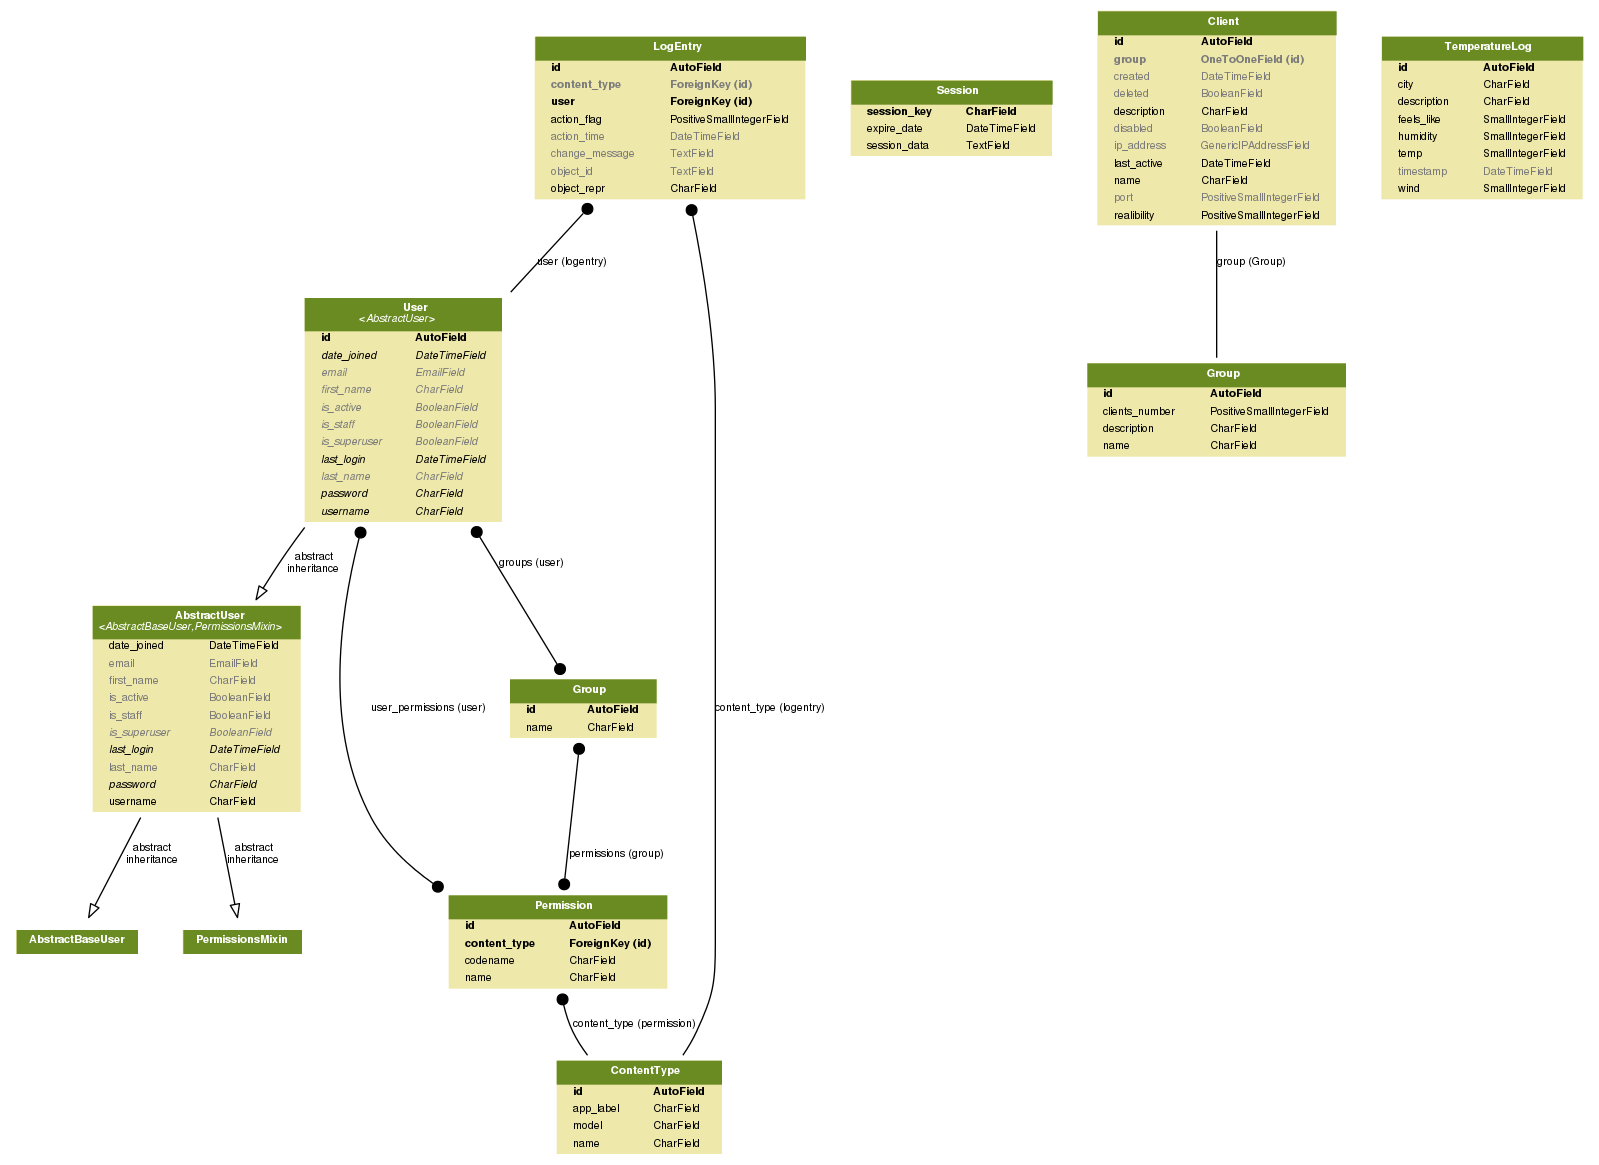 LogEntry
id AutoField
content_type ForeignKey (id)
user ForeignKey (id)
action_flag PositiveSmallIntegerField
action_time DateTimeField
change_message TextField
object_id TextField
object_repr CharField
Session
session_key CharField
expire_date DateTimeField
session_data TextField
Client
id AutoField
group OneToOneField (id)
created DateTimeField
deleted BooleanField
description CharField
disabled BooleanField
ip_address GenericIPAddressField
last_active DateTimeField
name CharField
port PositiveSmallIntegerField
realibility PositiveSmallIntegerField
TemperatureLog
id AutoField
city CharField
description CharField
feels_like SmallIntegerField
humidity SmallIntegerField
temp SmallIntegerField
timestamp DateTimeField
wind SmallIntegerField
user (logentry)
group (Group)
User
<AbstractUser>
id AutoField
date_joined DateTimeField
email EmailField
first_name CharField
is_active BooleanField
is_staff BooleanField
is_superuser BooleanField
last_login DateTimeField
last_name CharField
password CharField
username CharField
Group
id AutoField
clients_number PositiveSmallIntegerField
description CharField
name CharField
abstract
inheritance
groups (user)
AbstractUser
<AbstractBaseUser,PermissionsMixin>
date_joined DateTimeField
email EmailField
first_name CharField
is_active BooleanField
is_staff BooleanField
is_superuser BooleanField
last_login DateTimeField
last_name CharField
password CharField
username CharField
user_permissions (user)
Group
id AutoField
name CharField
content_type (logentry)
abstract
inheritance
abstract
inheritance
permissions (group)
AbstractBaseUser
PermissionsMixin
Permission
id AutoField
content_type ForeignKey (id)
codename CharField
name CharField
content_type (permission)
ContentType
id AutoField
app_label CharField
model CharField
name CharField